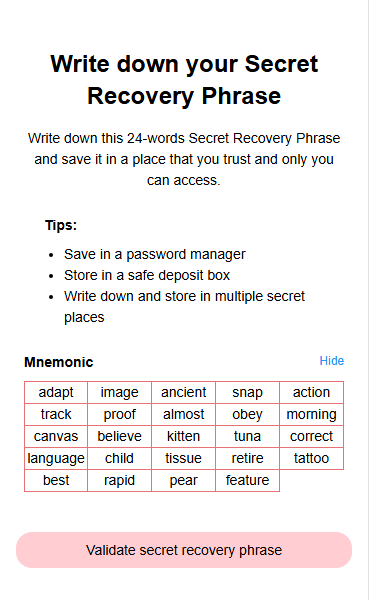 Write down your Secret
Recovery Phrase
Write down this 24-words Secret Recovery Phrase
and save it in a place that you trust and only you
can access.
Tips:
• Save in a password manager
• Store in a safe deposit box
• Write down and store in multiple secret
places
Mnemonic Hide
adapt image ancient snap action
track proof almost obey morning
canvas believe kitten tuna correct
language child tissue retire tattoo
best rapid pear feature
Validate secret recovery phrase